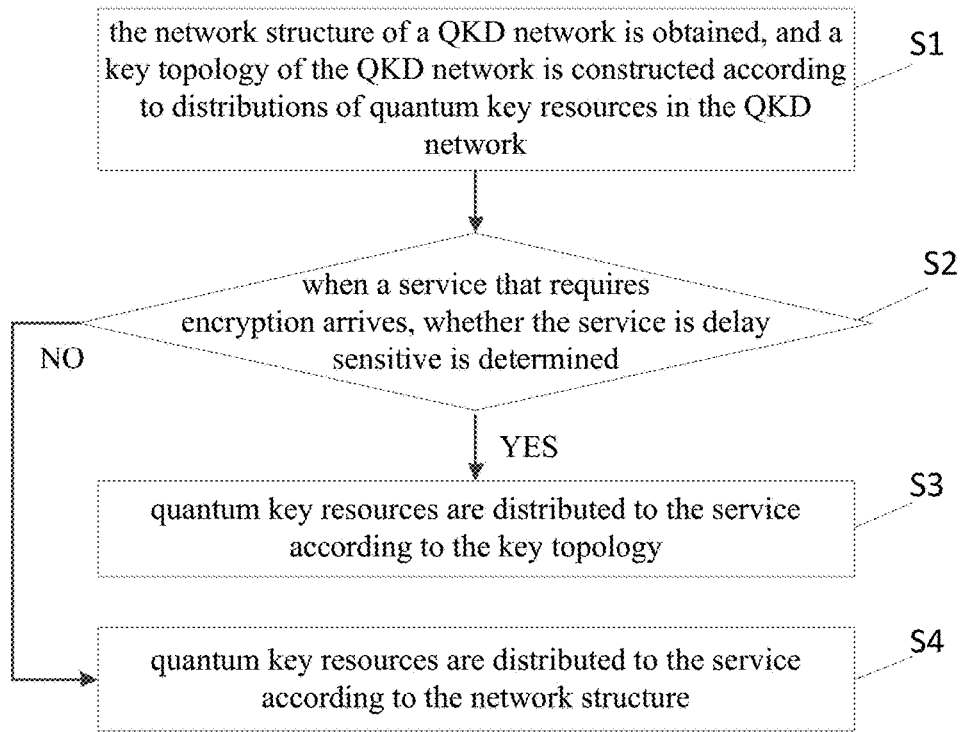 the network structure of a QKD network is obtained, and a
key topology of the QKD network is constructed according
to distributions of quantum key resources in the QKD
network
S1
when a service that requires
encryption arrives, whether the service is delay
sensitive is determined
S2
NO
YES
quantum key resources are distributed to the service
according to the key topology
S3
quantum key resources are distributed to the service
according to the network structure
S4